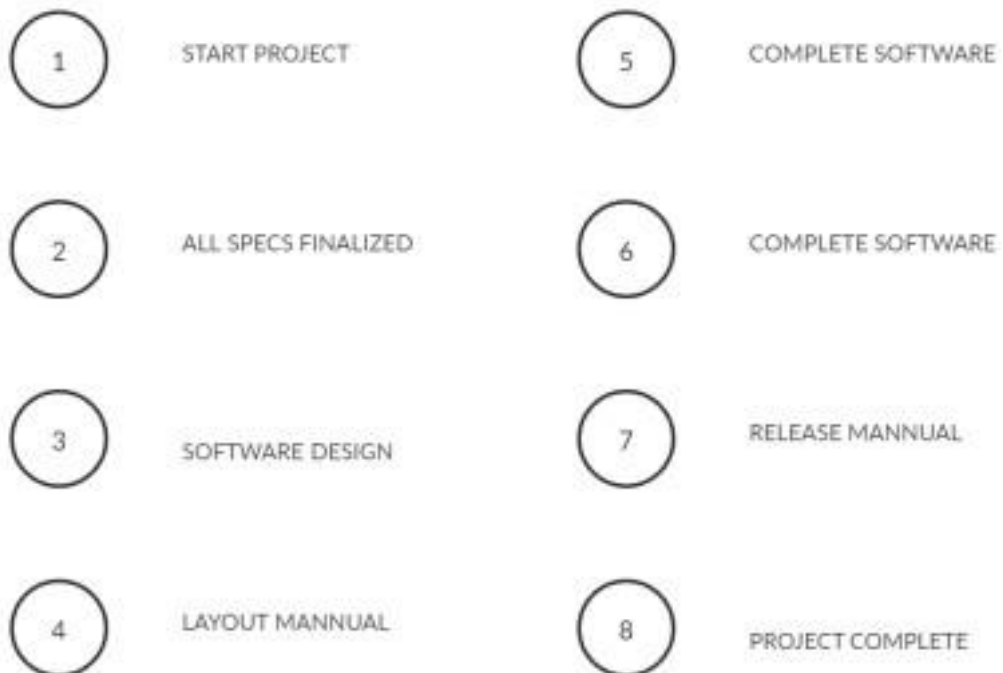 1 START PROJECT
2 ALL SPECS FINALIZED
3 SOFTWARE DESIGN
4 LAYOUT MANNUAL
5 COMPLETE SOFTWARE
6 COMPLETE SOFTWARE
7 RELEASE MANNUAL
8 PROJECT COMPLETE